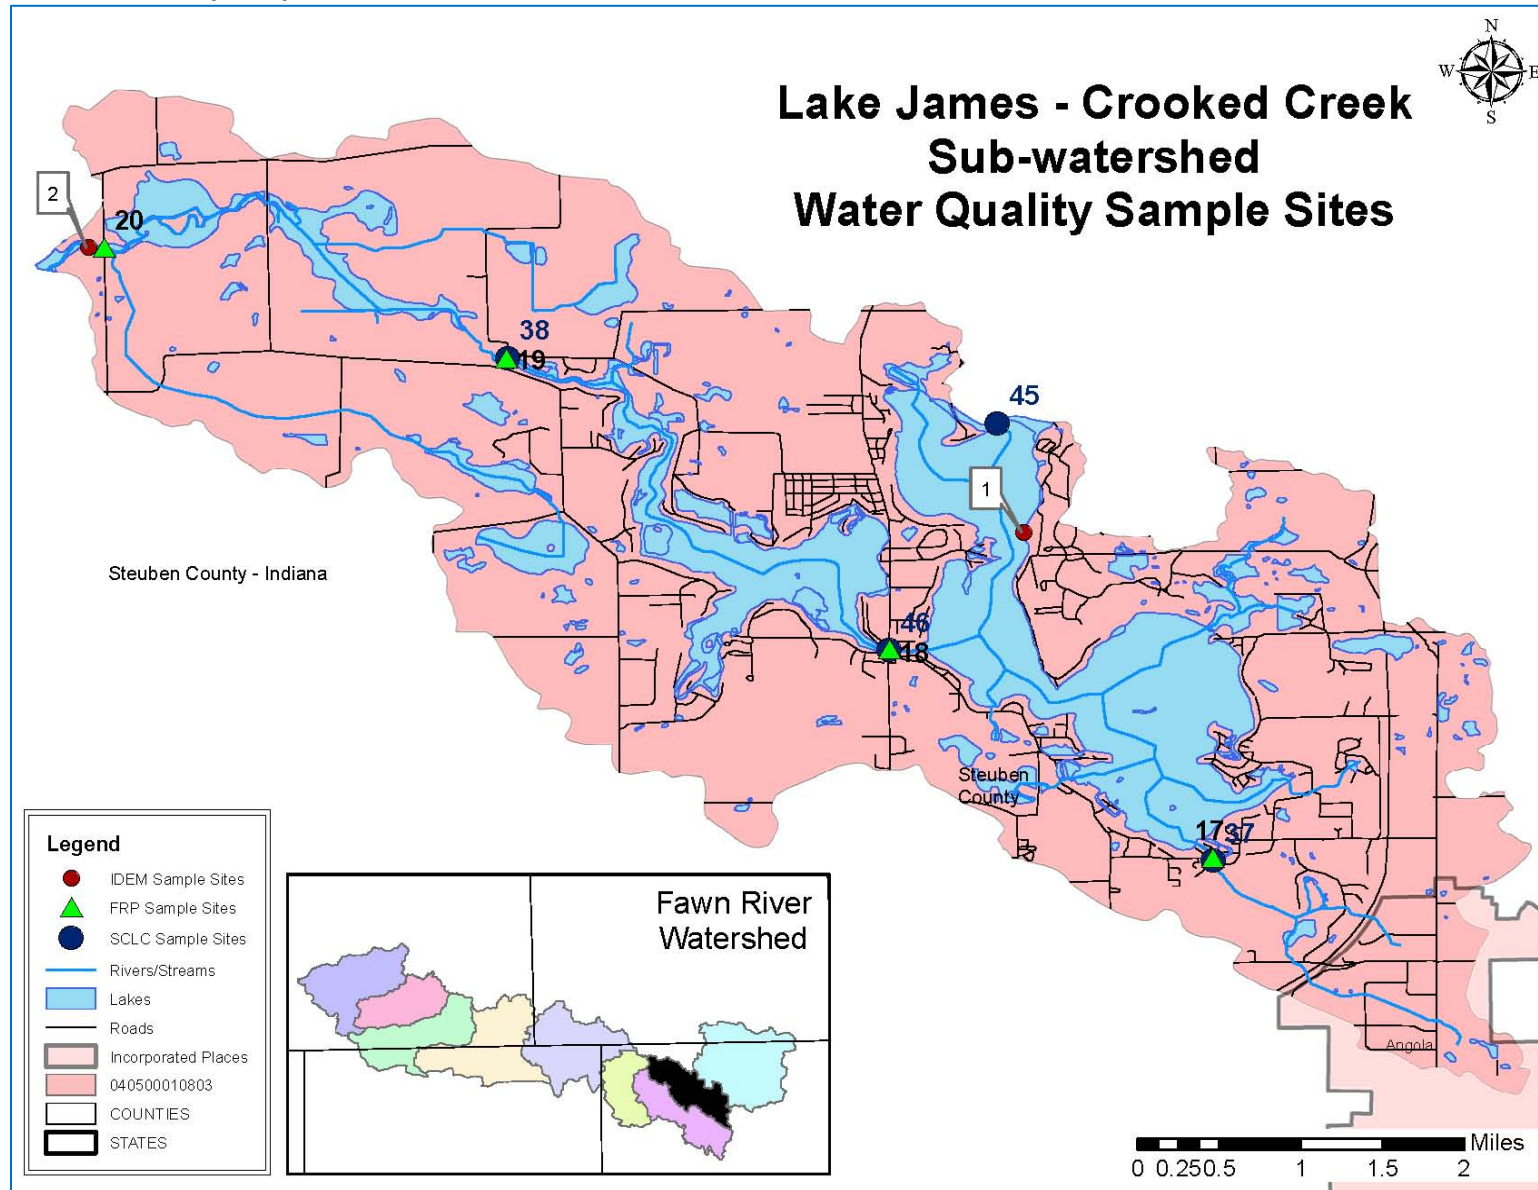 N
W E
S
Lake James - Crooked Creek
Sub-watershed
Water Quality Sample Sites
2
20
38
19
45
1
Steuben County - Indiana
46
18
Steuben
County
17
37
Angola
Legend
IDEM Sample Sites
FRP Sample Sites
SCLC Sample Sites
Rivers/Streams
Lakes
Roads
Incorporated Places
040500010803
COUNTIES
STATES
Fawn River
Watershed
Miles
0 0.250.5 1 1.5 2